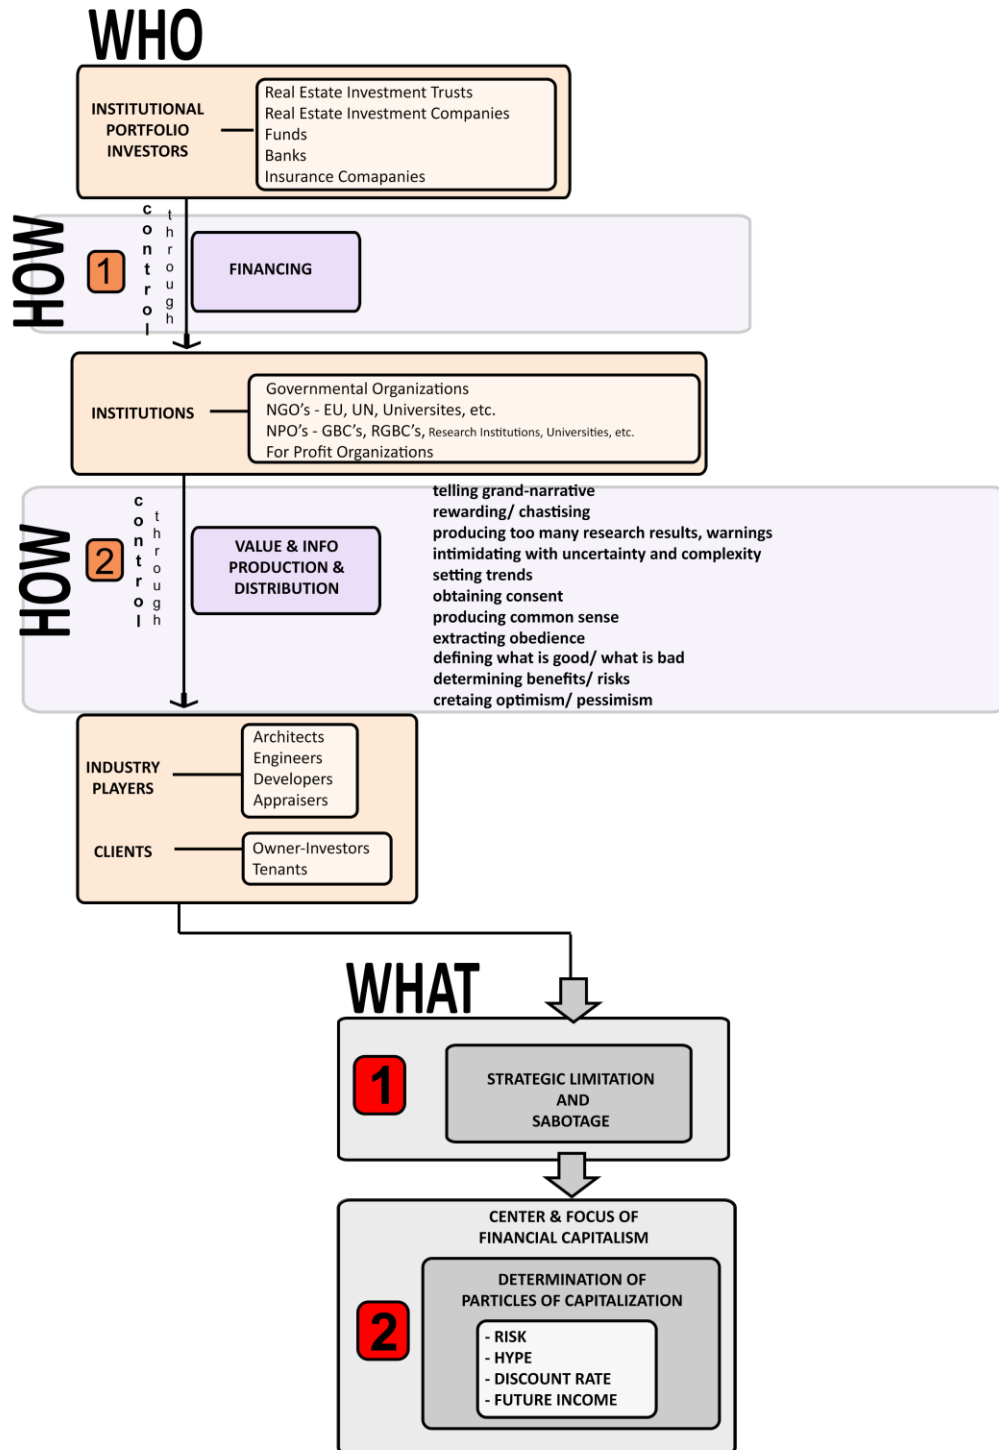 WHO
INSTITUTIONAL
PORTFOLIO
INVESTORS
Real Estate Investment Trusts
Real Estate Investment Companies
Funds
Banks
Insurance Comapanies
HOW
1
control
through
FINANCING
INSTITUTIONS
Governmental Organizations
NGO's - EU, UN, Universites, etc.
NPO's - GBC's, RGBC's, Research Institutions, Universities, etc.
For Profit Organizations
HOW
2
control
through
VALUE & INFO
PRODUCTION &
DISTRIBUTION
telling grand-narrative
rewarding/ chastising
producing too many research results, warnings
intimidating with uncertainty and complexity
setting trends
obtaining consent
producing common sense
extracting obedience
defining what is good/ what is bad
determining benefits/ risks
cretaing optimism/ pessimism
INDUSTRY
PLAYERS
Architects
Engineers
Developers
Appraisers
CLIENTS
Owner-Investors
Tenants
WHAT
1
STRATEGIC LIMITATION
AND
SABOTAGE
CENTER & FOCUS OF
FINANCIAL CAPITALISM
2
DETERMINATION OF
PARTICLES OF CAPITALIZATION
- RISK
- HYPE
- DISCOUNT RATE
- FUTURE INCOME